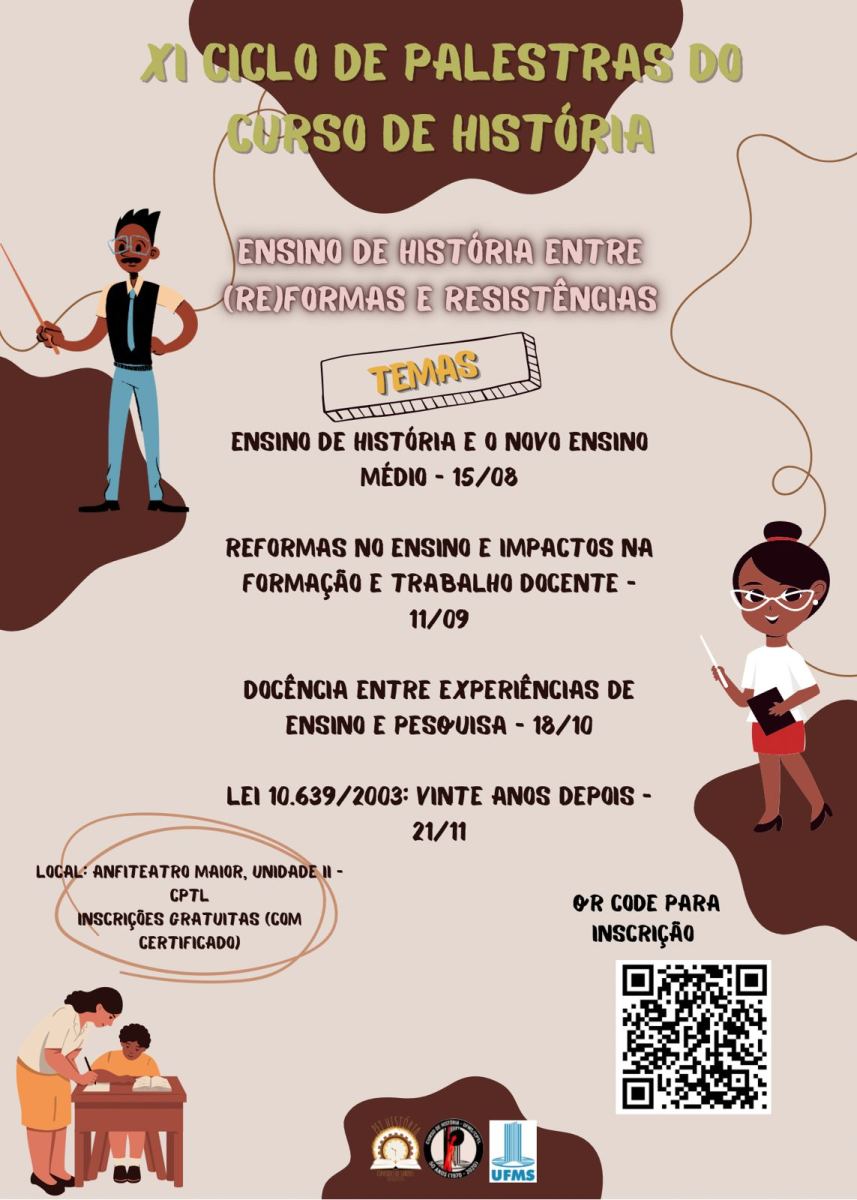 XI CICLO DE PALESTRAS DO
CURSO DE HISTÓRIA
ENSINO DE HISTÓRIA ENTRE
(RE)FORMAS E RESISTÊNCIAS
TEMAS
ENSINO DE HISTÓRIA E O NOVO ENSINO
MÉDIO - 15/08
REFORMAS NO ENSINO E IMPACTOS NA
FORMAÇÃO E TRABALHO DOCENTE -
11/09
DOCÊNCIA ENTRE EXPERIÊNCIAS DE
ENSINO E PESQUISA - 18/10
LEI 10.639/2003: VINTE ANOS DEPOIS -
21/11
LOCAL: ANFITEATRO MAIOR, UNIDADE II -
CPTL
INSCRIÇÕES GRATUITAS (COM
CERTIFICADO)
QR CODE PARA
INSCRIÇÃO
PET HISTÓRIA
UFMS